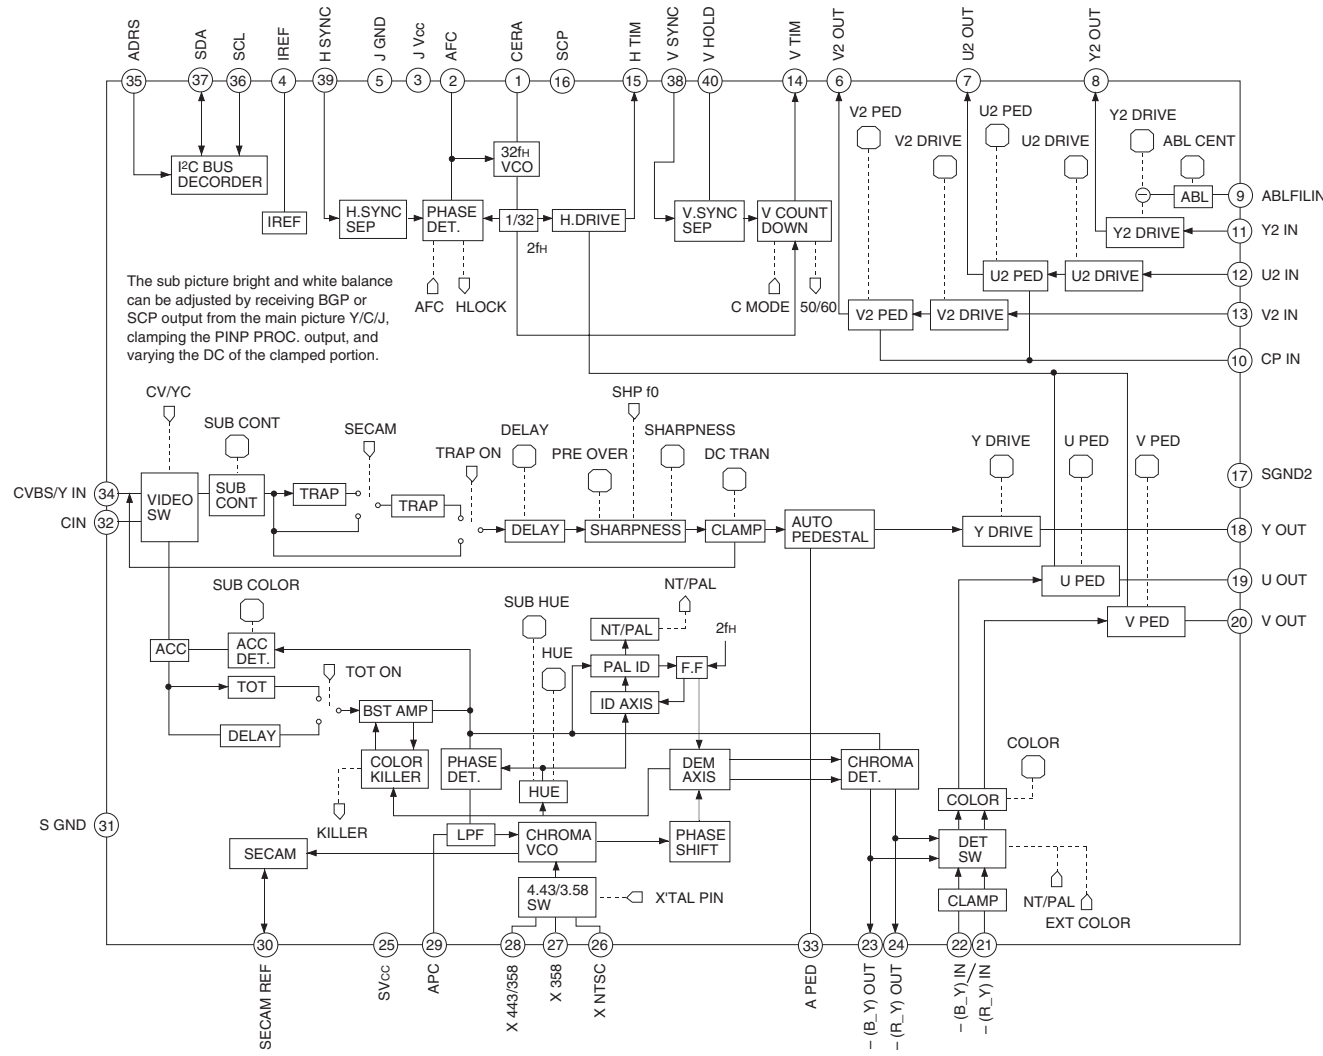 ADRS
SDA
SCL
IREF
H SYNC
J GND
J Vcc
AFC
CERA
SCP
H TIM
V SYNC
V HOLD
V TIM
V2 OUT
U2 OUT
Y2 OUT
35
37
36
4
39
5
3
2
1
16
15
38
40
14
6
7
8
V2 PED
V2 DRIVE
U2 PED
U2 DRIVE
Y2 DRIVE
ABL CENT
I²C BUS
DECORDER
32fH
VCO
ABL
9
ABLFILIN
IREF
H.SYNC
SEP
PHASE
DET.
1/32
H.DRIVE
2fH
V.SYNC
SEP
V COUNT
DOWN
Y2 DRIVE
11
Y2 IN
U2 PED
U2 DRIVE
12
U2 IN
The sub picture bright and white balance
can be adjusted by receiving BGP or
SCP output from the main picture Y/C/J,
clamping the PINP PROC. output, and
varying the DC of the clamped portion.
AFC
HLOCK
C MODE
50/60
V2 PED
V2 DRIVE
13
V2 IN
10
CP IN
CV/YC
SUB CONT
SECAM
TRAP ON
DELAY
PRE OVER
SHP f0
SHARPNESS
DC TRAN
Y DRIVE
U PED
V PED
17
SGND2
CVBS/Y IN
34
CIN
32
VIDEO
SW
SUB
CONT
TRAP
TRAP
DELAY
SHARPNESS
CLAMP
AUTO
PEDESTAL
Y DRIVE
18
Y OUT
U PED
19
U OUT
V PED
20
V OUT
SUB COLOR
SUB HUE
HUE
NT/PAL
NT/PAL
2fH
ACC
ACC
DET.
PAL ID
F.F
TOT
TOT ON
ID AXIS
BST AMP
DELAY
COLOR
KILLER
PHASE
DET.
HUE
DEM
AXIS
CHROMA
DET.
COLOR
COLOR
S GND
31
KILLER
LPF
CHROMA
VCO
PHASE
SHIFT
DET
SW
SECAM
4.43/3.58
SW
X'TAL PIN
CLAMP
NT/PAL
EXT COLOR
30
25
29
28
27
26
33
23
24
22
21
SECAM REF
SVcc
APC
X 443/358
X 358
X NTSC
A PED
– (B_Y) OUT
– (R_Y) OUT
– (B_Y) IN
– (R_Y) IN